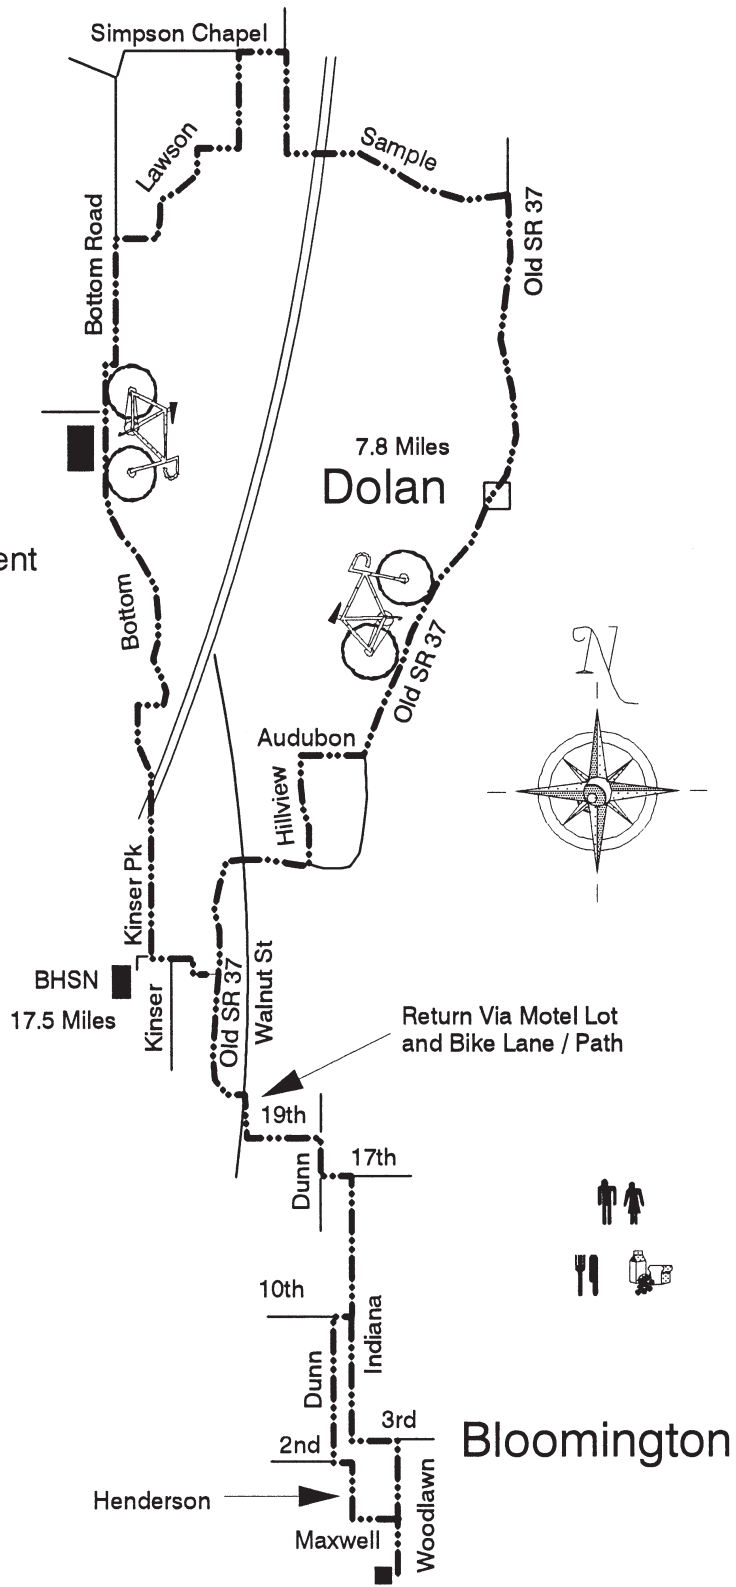 Simpson Chapel
Lawson
Sample
Bottom Road
Old SR 37
7.8 Miles
Dolan
ent
Bottom
Old SR 37
N
Audubon
Hillview
Kinser Pk
BHSN
17.5 Miles
Kinser
Old SR 37
Walnut St
Return Via Motel Lot
and Bike Lane / Path
19th
Dunn
17th
10th
Indiana
Dunn
3rd
2nd
Bloomington
Henderson
Maxwell
Woodlawn